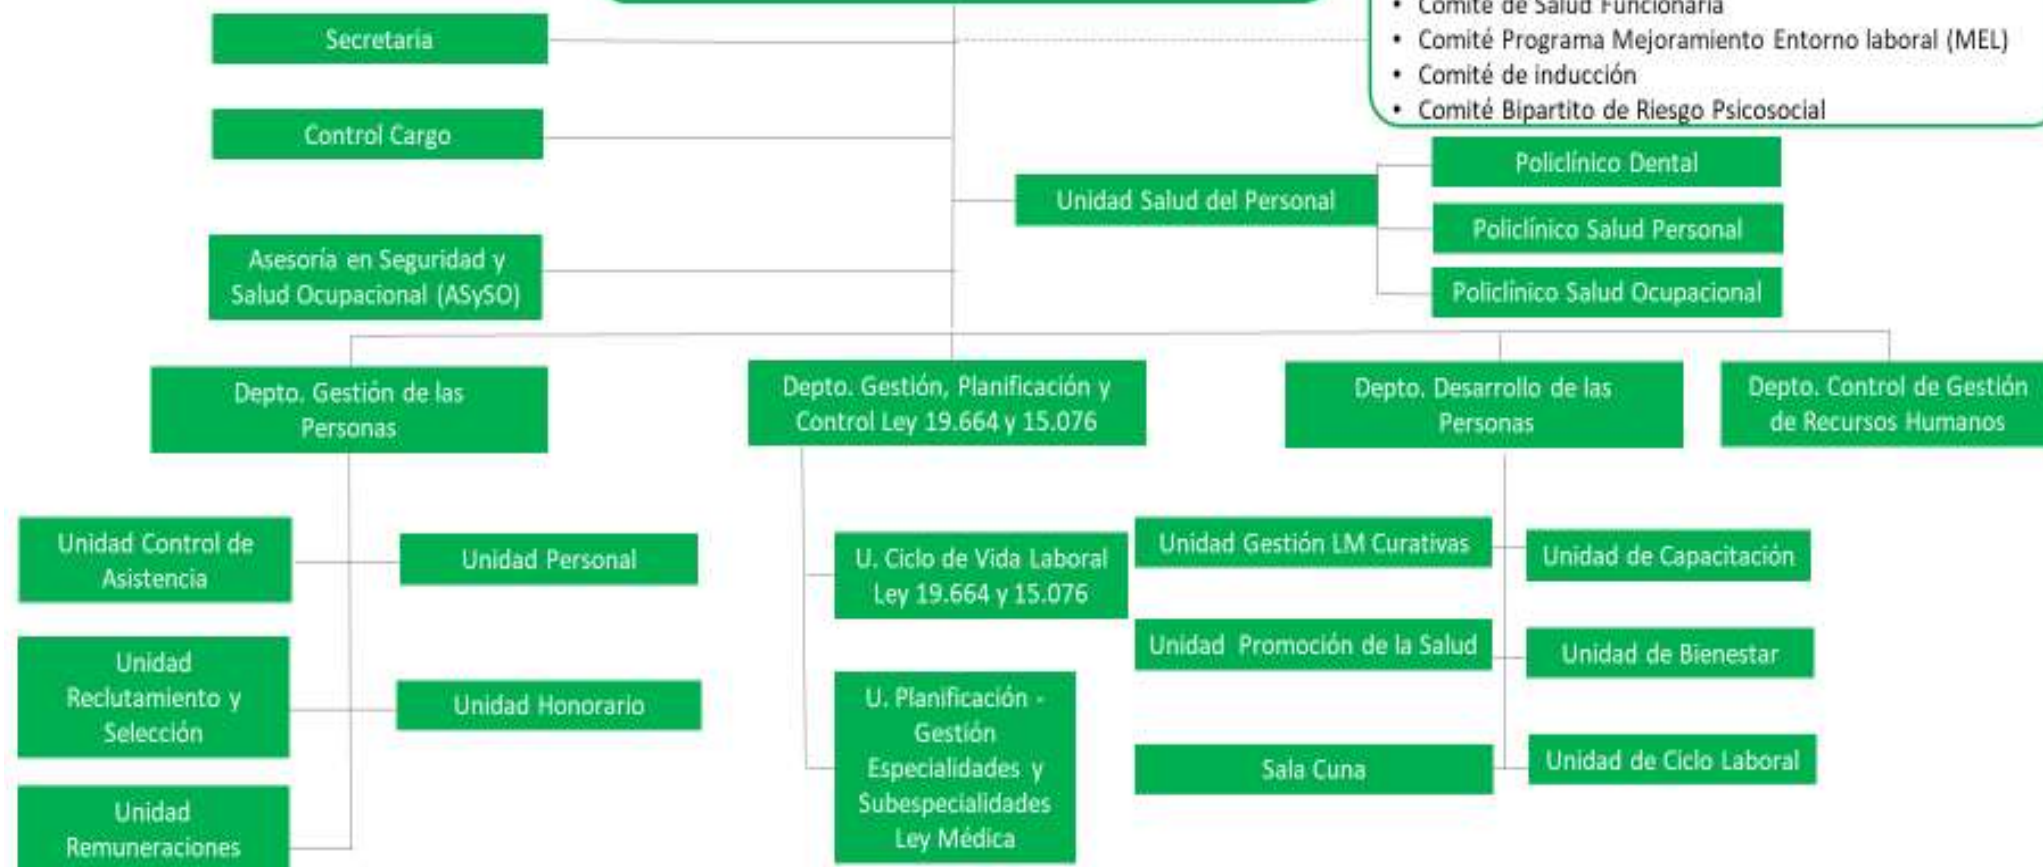 • Comité de Salud Funcionaria
• Comité Programa Mejoramiento Entorno laboral (MEL)
• Comité de inducción
• Comité Bipartito de Riesgo Psicosocial
Secretaria
Control Cargo
Asesoría en Seguridad y
Salud Ocupacional (ASySO)
Unidad Salud del Personal
Policlínico Dental
Policlínico Salud Personal
Policlínico Salud Ocupacional
Depto. Gestión de las
Personas
Depto. Gestión, Planificación y
Control Ley 19.664 y 15.076
Depto. Desarrollo de las
Personas
Depto. Control de Gestión
de Recursos Humanos
Unidad Control de
Asistencia
Unidad Personal
Unidad
Reclutamiento y
Selección
Unidad Honorario
Unidad
Remuneraciones
U. Ciclo de Vida Laboral
Ley 19.664 y 15.076
U. Planificación -
Gestión
Especialidades y
Subespecialidades
Ley Médica
Unidad Gestión LM Curativas
Unidad de Capacitación
Unidad Promoción de la Salud
Unidad de Bienestar
Sala Cuna
Unidad de Ciclo Laboral